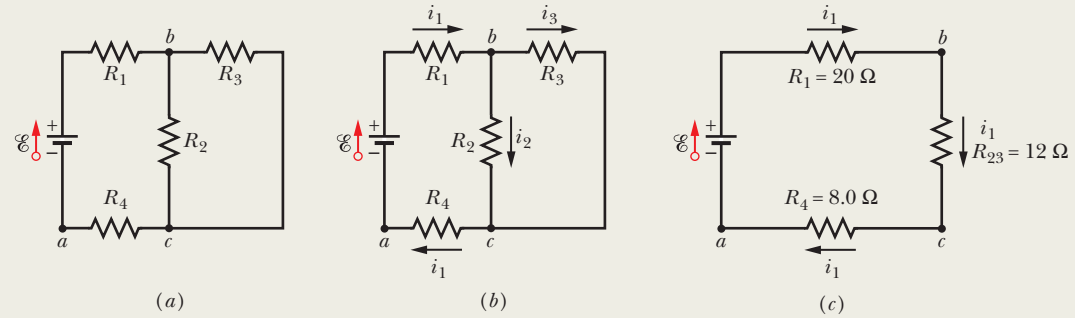 b
R₁ R₃
ℰ + − R₂
R₄
a c
(a)
i₁ i₃
b
R₁ R₃
ℰ + − R₂ i₂
R₄
a c
i₁
(b)
i₁
b
R₁ = 20 Ω
ℰ + − i₁
R₂₃ = 12 Ω
R₄ = 8.0 Ω
a c
i₁
(c)